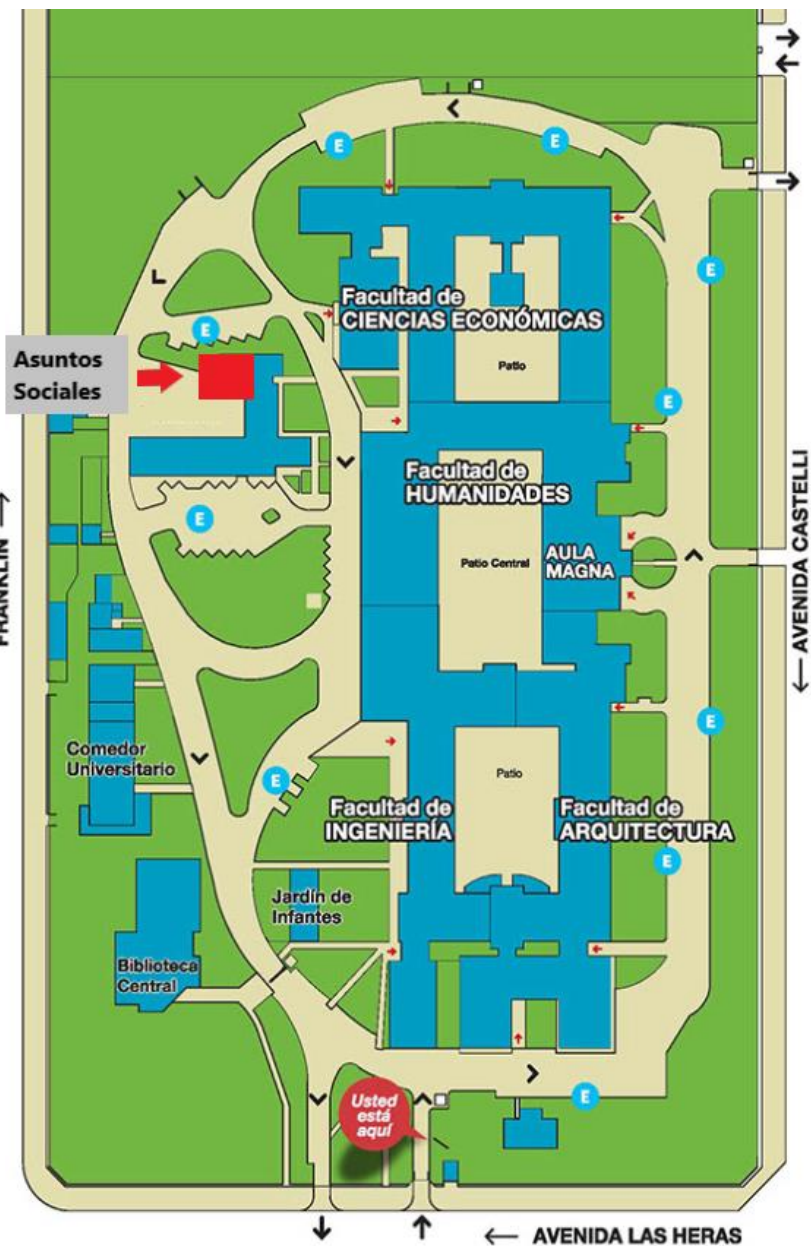 E
E
E
E
Facultad de
CIENCIAS ECONÓMICAS
Patio
Asuntos
Sociales
E
Facultad de
HUMANIDADES
FRANKLIN
E
Patio Central
AULA
MAGNA
AVENIDA CASTELLI
E
Comedor
Universitario
E
Patio
Facultad de
INGENIERÍA
Facultad de
ARQUITECTURA
E
Jardín de
Infantes
Biblioteca
Central
Usted
está
aquí
E
AVENIDA LAS HERAS